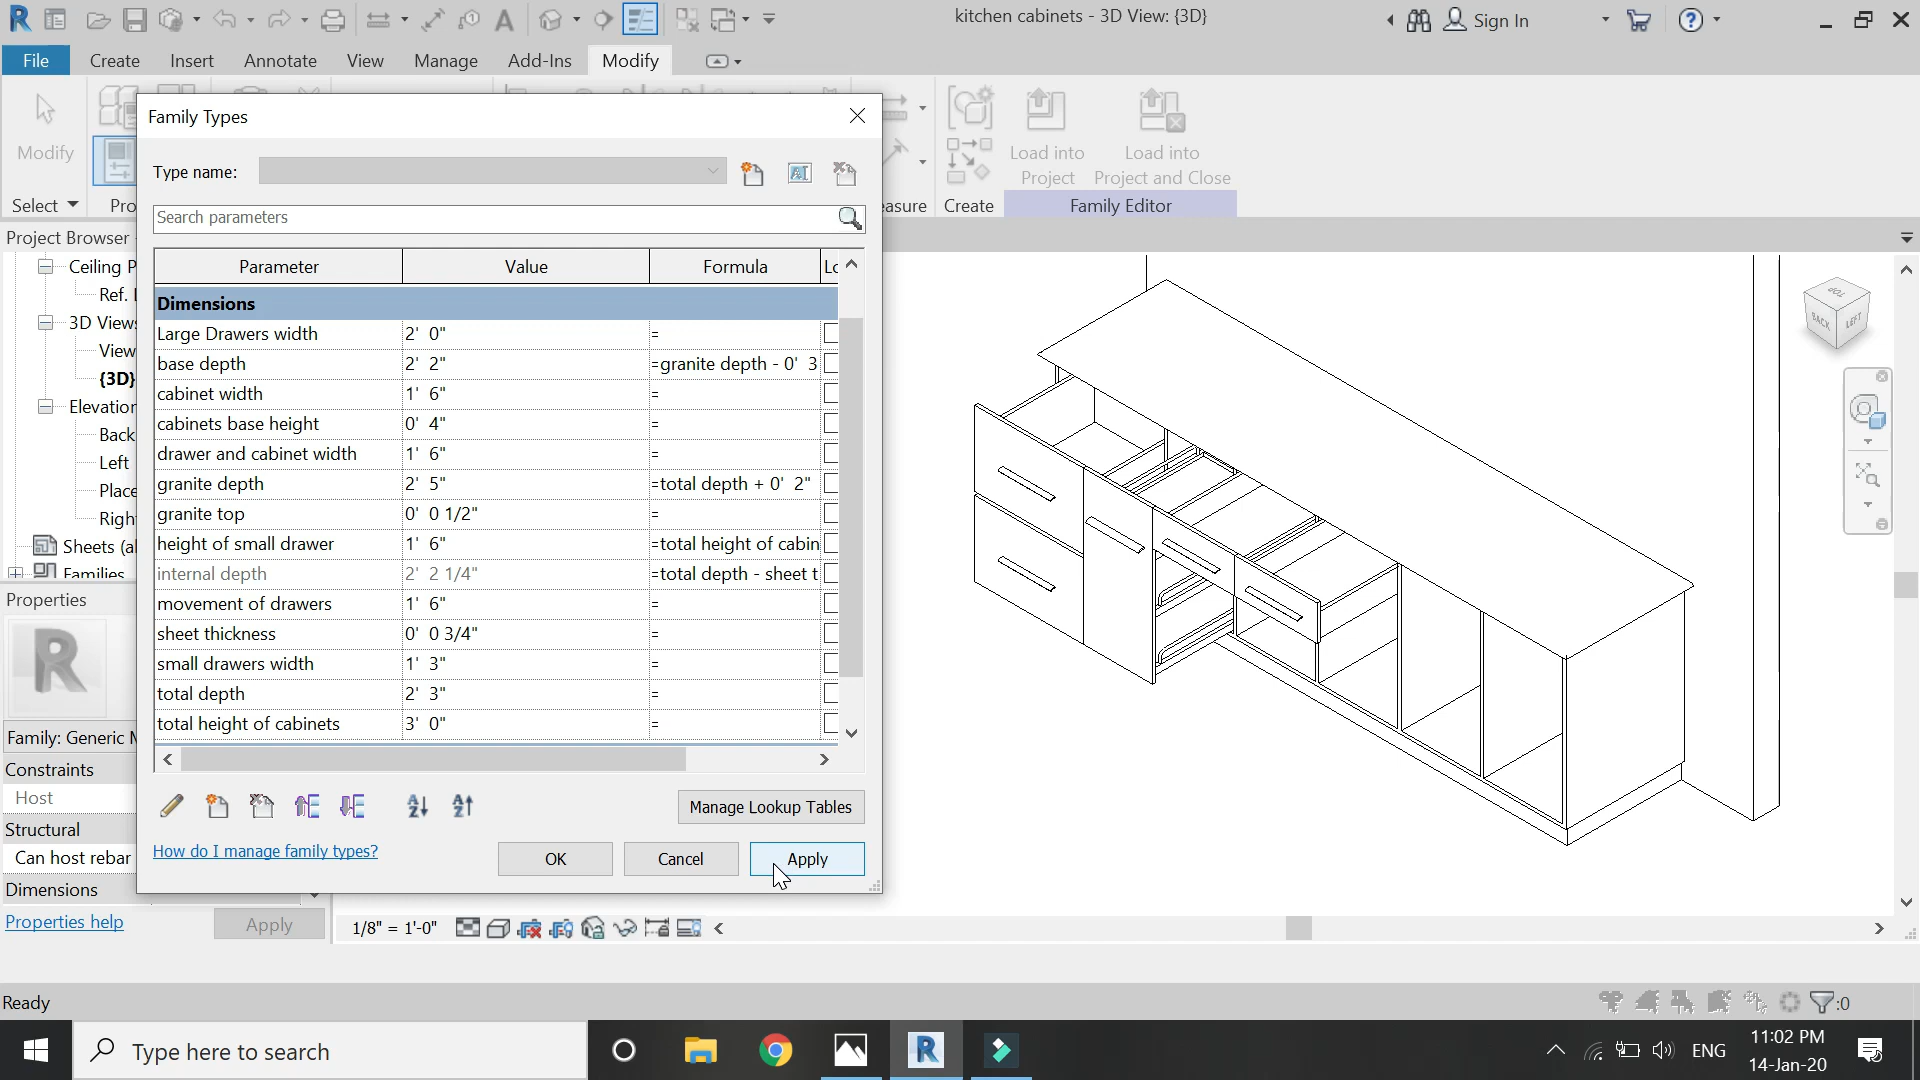 kitchen cabinets - 3D View: {3D}
Sign In
File
Create
Insert
Annotate
View
Manage
Add-Ins
Modify
Modify
Load into
Project
Load into
Project and Close
Select
Create
Family Editor
Family Types
Type name:
Search parameters
Parameter
Value
Formula
Dimensions
Large Drawers width 2' 0" =
base depth 2' 2" =granite depth - 0' 3
cabinet width 1' 6" =
cabinets base height 0' 4" =
drawer and cabinet width 1' 6" =
granite depth 2' 5" =total depth + 0' 2"
granite top 0' 0 1/2" =
height of small drawer 1' 6" =total height of cabin
internal depth 2' 2 1/4" =total depth - sheet t
movement of drawers 1' 6" =
sheet thickness 0' 0 3/4" =
small drawers width 1' 3" =
total depth 2' 3" =
total height of cabinets 3' 0" =
Manage Lookup Tables
How do I manage family types?
OK
Cancel
Apply
Project Browser
Ceiling P
Ref.
3D Views
View
{3D}
Elevation
Back
Left
Place
Righ
Sheets (al
Families
Properties
R
Family: Generic M
Constraints
Host
Structural
Can host rebar
Dimensions
Properties help
Apply
TOP
BACK
LEFT
1/8" = 1'-0"
Ready
:0
Type here to search
ENG
11:02 PM
14-Jan-20